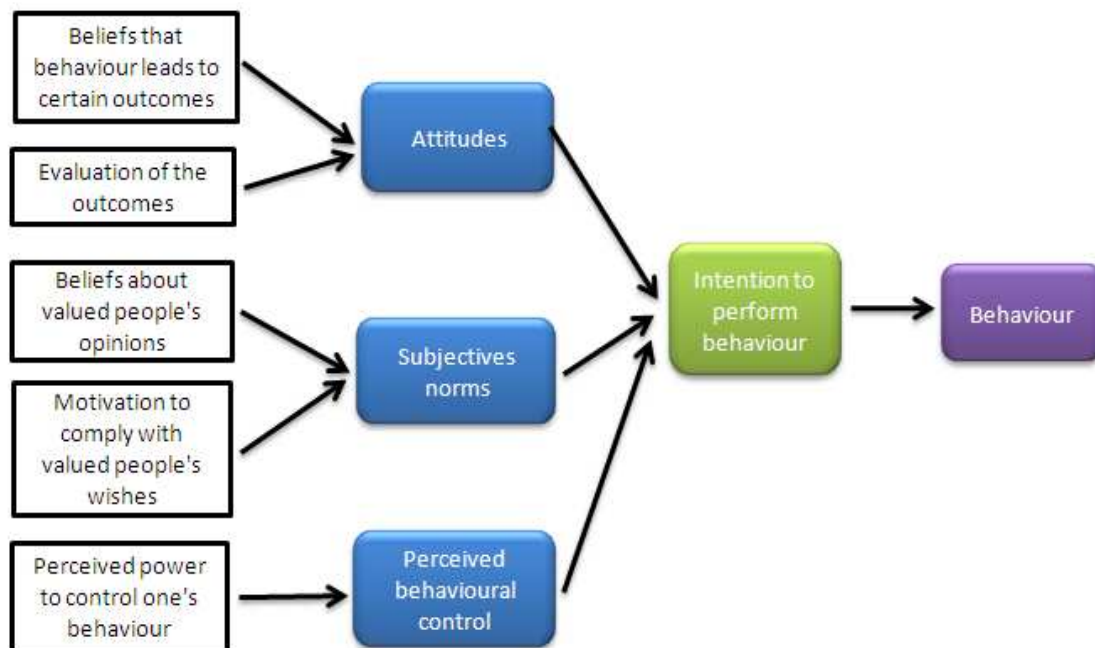 Beliefs that
behaviour leads to
certain outcomes
Evaluation of the
outcomes
Beliefs about
valued people's
opinions
Motivation to
comply with
valued people's
wishes
Perceived power
to control one's
behaviour
Attitudes
Subjectives
norms
Perceived
behavioural
control
Intention to
perform
behaviour
Behaviour